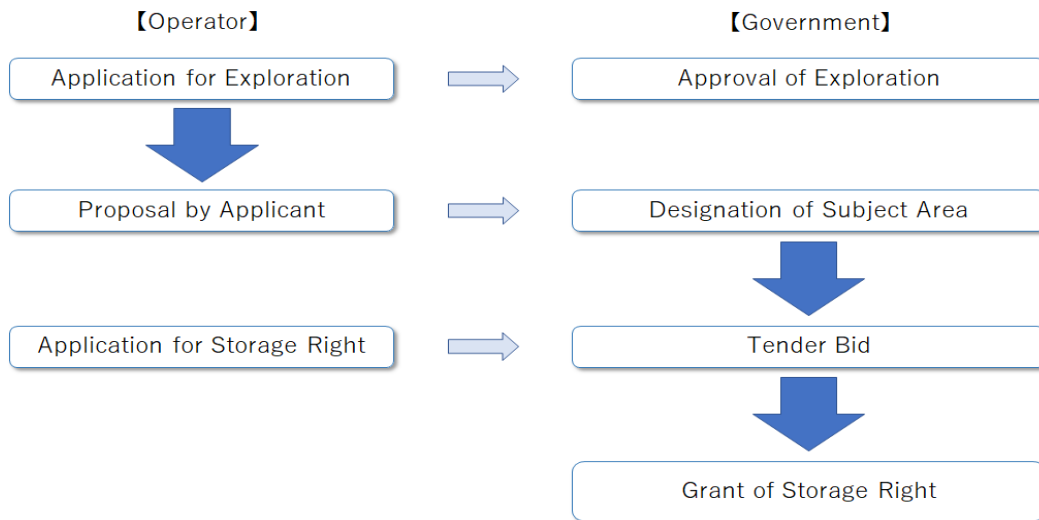 【Operator】
【Government】
Application for Exploration
Approval of Exploration
Proposal by Applicant
Designation of Subject Area
Application for Storage Right
Tender Bid
Grant of Storage Right